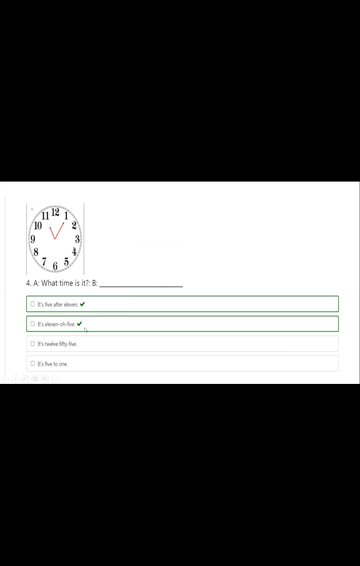 11 12 1
10 2
9 3
8 4
7 6 5
4. A: What time is it?: B: ____________________
It's five after eleven.
It's eleven-oh-five.
It's twelve fifty-five.
It's five to one.